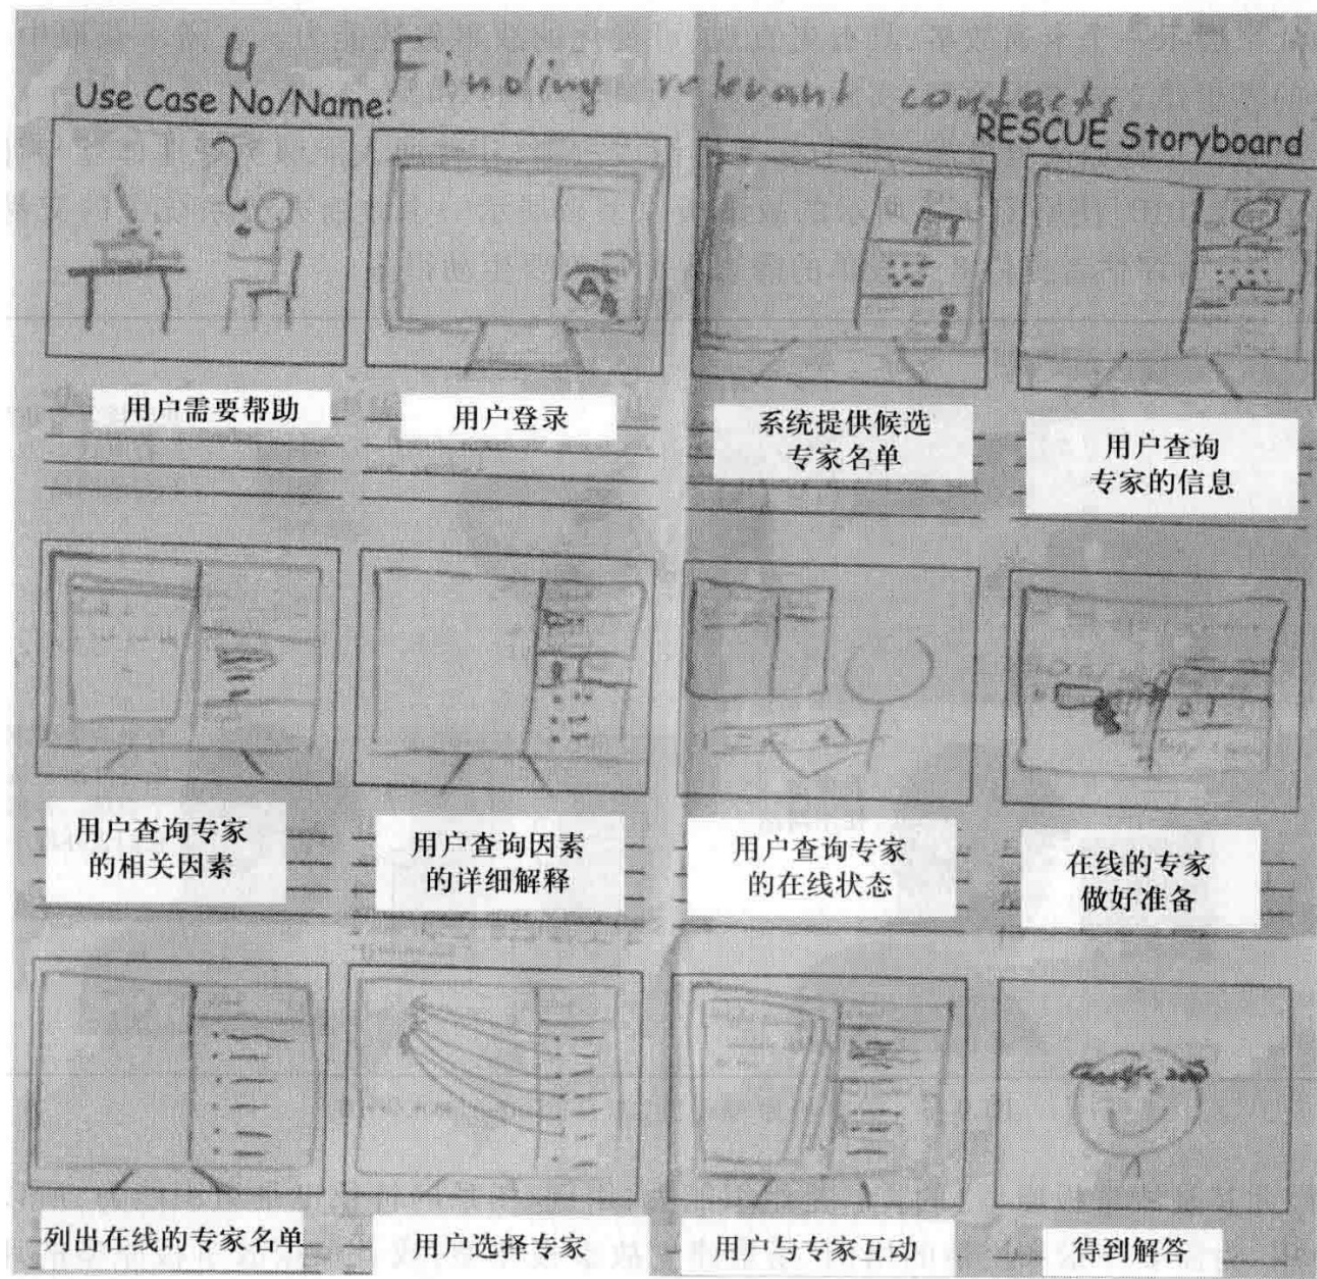 4 Finding relevant contacts
Use Case No/Name:
RESCUE Storyboard
用户需要帮助
用户登录
系统提供候选
专家名单
用户查询
专家的信息
用户查询专家
的相关因素
用户查询因素
的详细解释
用户查询专家
的在线状态
在线的专家
做好准备
列出在线的专家名单
用户选择专家
用户与专家互动
得到解答